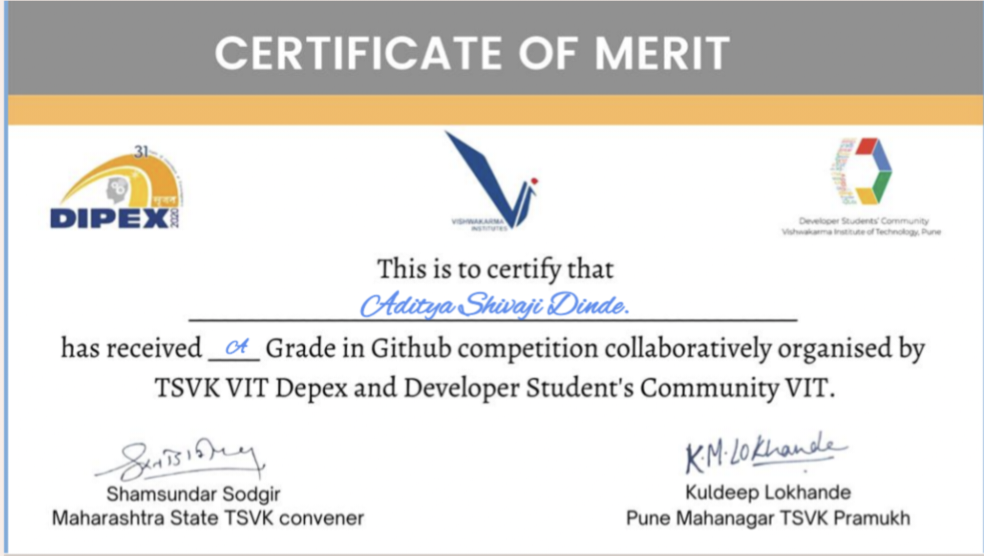 CERTIFICATE OF MERIT
31
सृजन
DIPEX 2020
VISHWAKARMA
INSTITUTES
Developer Students' Community
Vishwakarma Institute of Technology, Pune
This is to certify that
Aditya Shivaji Dinde.
has received A Grade in Github competition collaboratively organised by
TSVK VIT Depex and Developer Student's Community VIT.
K.M.Lokhande
Shamsundar Sodgir
Maharashtra State TSVK convener
Kuldeep Lokhande
Pune Mahanagar TSVK Pramukh